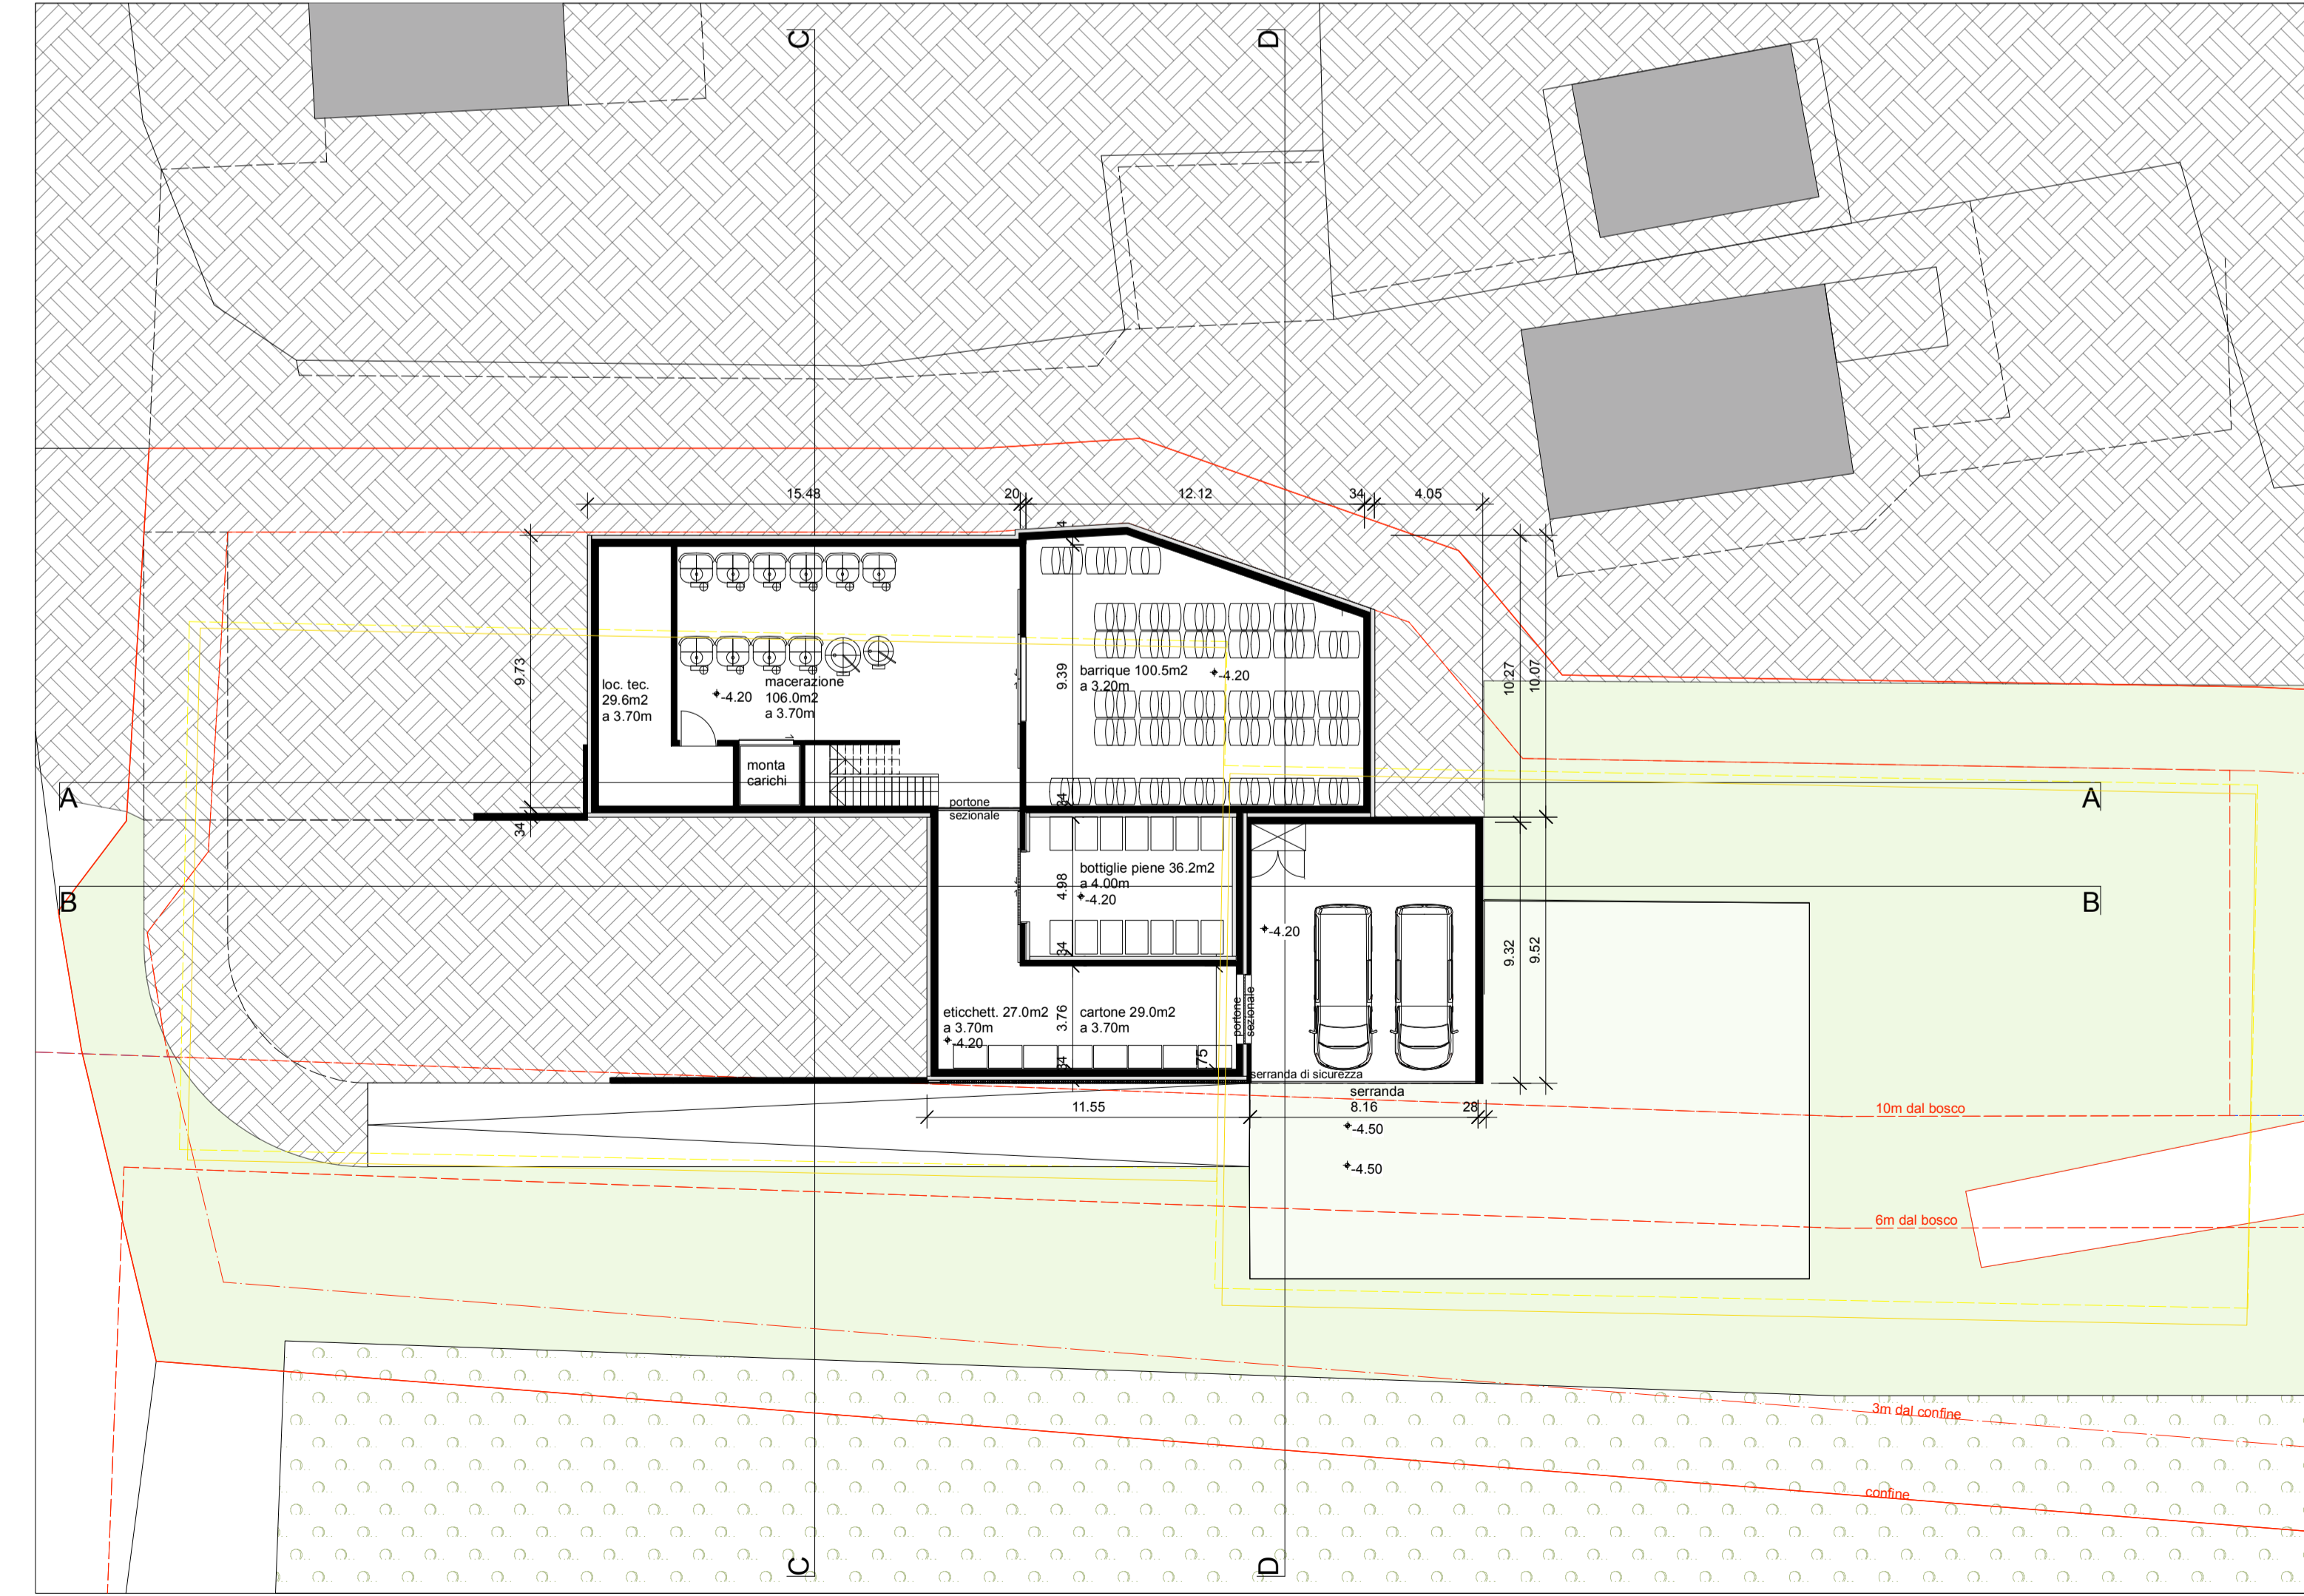 C
D
15.48
20
12.12
34
4.05
9.73
9.39
10.27
10.07
loc. tec.
29.6m2
a 3.70m
-4.20
macerazione
106.0m2
a 3.70m
barrique 100.5m2
a 3.20m
-4.20
monta
carichi
portone
sezionale
34
34
A
A
bottiglie piene 36.2m2
a 4.00m
-4.20
4.98
34
B
B
-4.20
9.32
9.52
eticchett. 27.0m2
a 3.70m
-4.20
3.76
cartone 29.0m2
a 3.70m
portone
sezionale
34
75
serranda di sicurezza
serranda
11.55
8.16
28
-4.50
-4.50
10m dal bosco
6m dal bosco
3m dal confine
confine
C
D